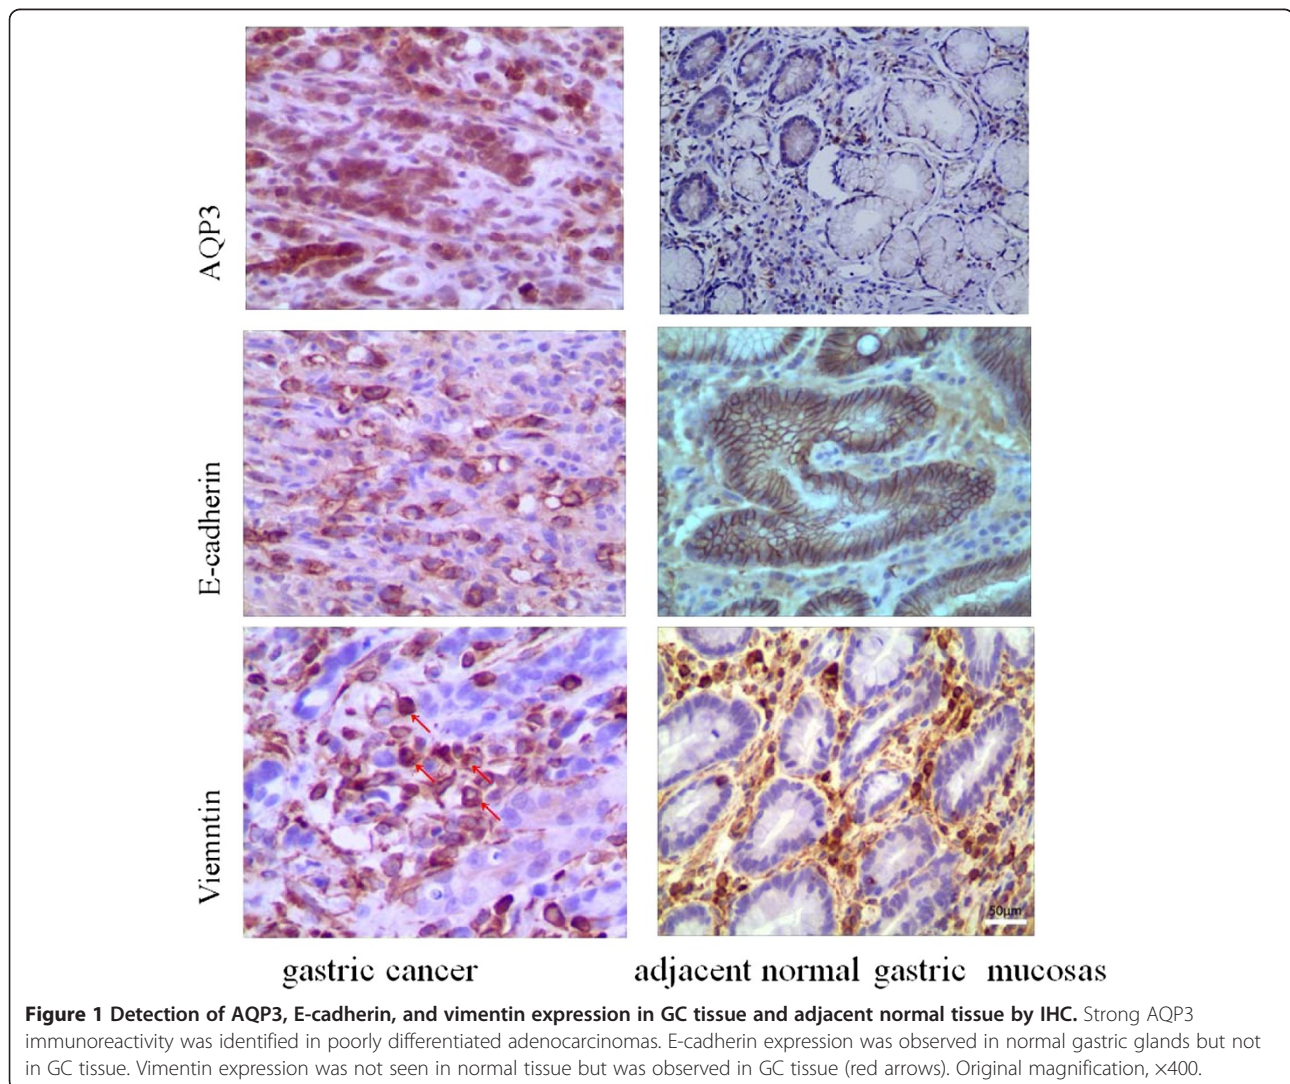 AQP3
E-cadherin
Viemntin
50μm
gastric cancer
adjacent normal gastric mucosas
Figure 1 Detection of AQP3, E-cadherin, and vimentin expression in GC tissue and adjacent normal tissue by IHC. Strong AQP3
immunoreactivity was identified in poorly differentiated adenocarcinomas. E-cadherin expression was observed in normal gastric glands but not
in GC tissue. Vimentin expression was not seen in normal tissue but was observed in GC tissue (red arrows). Original magnification, ×400.